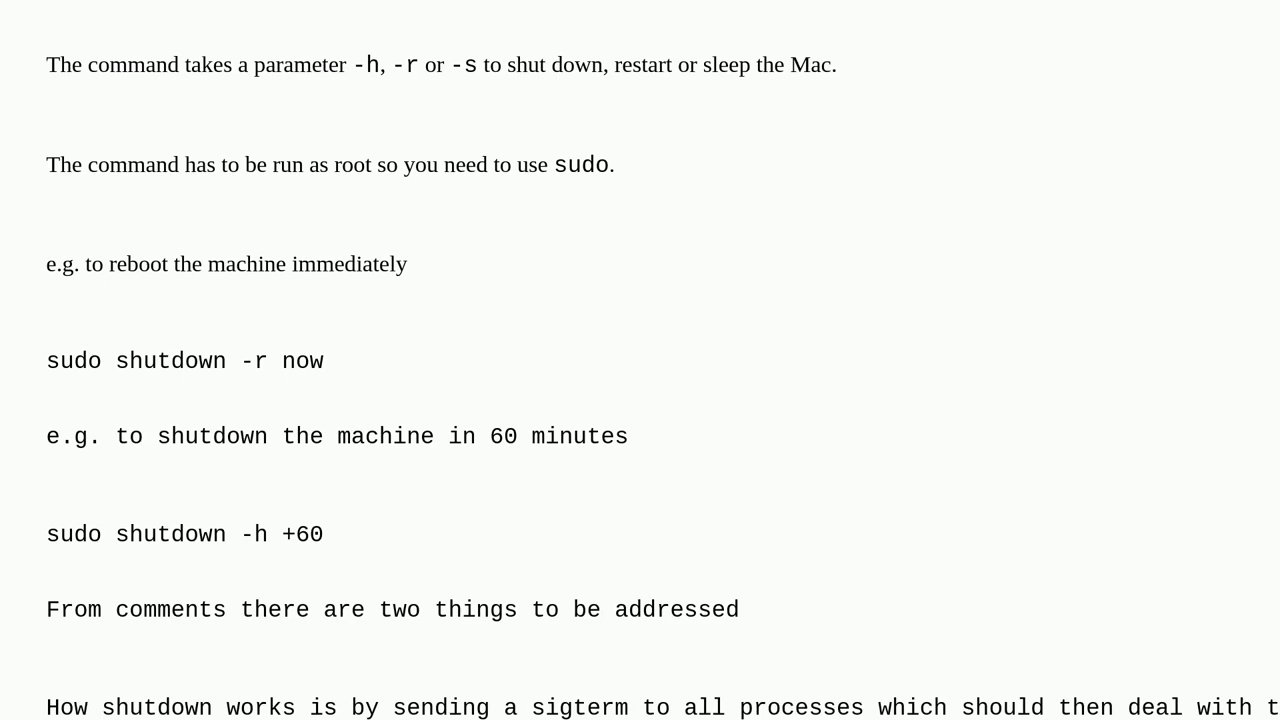 The command takes a parameter -h, -r or -s to shut down, restart or sleep the Mac.
The command has to be run as root so you need to use sudo.
e.g. to reboot the machine immediately
sudo shutdown -r now
e.g. to shutdown the machine in 60 minutes
sudo shutdown -h +60
From comments there are two things to be addressed
How shutdown works is by sending a sigterm to all processes which should then deal with